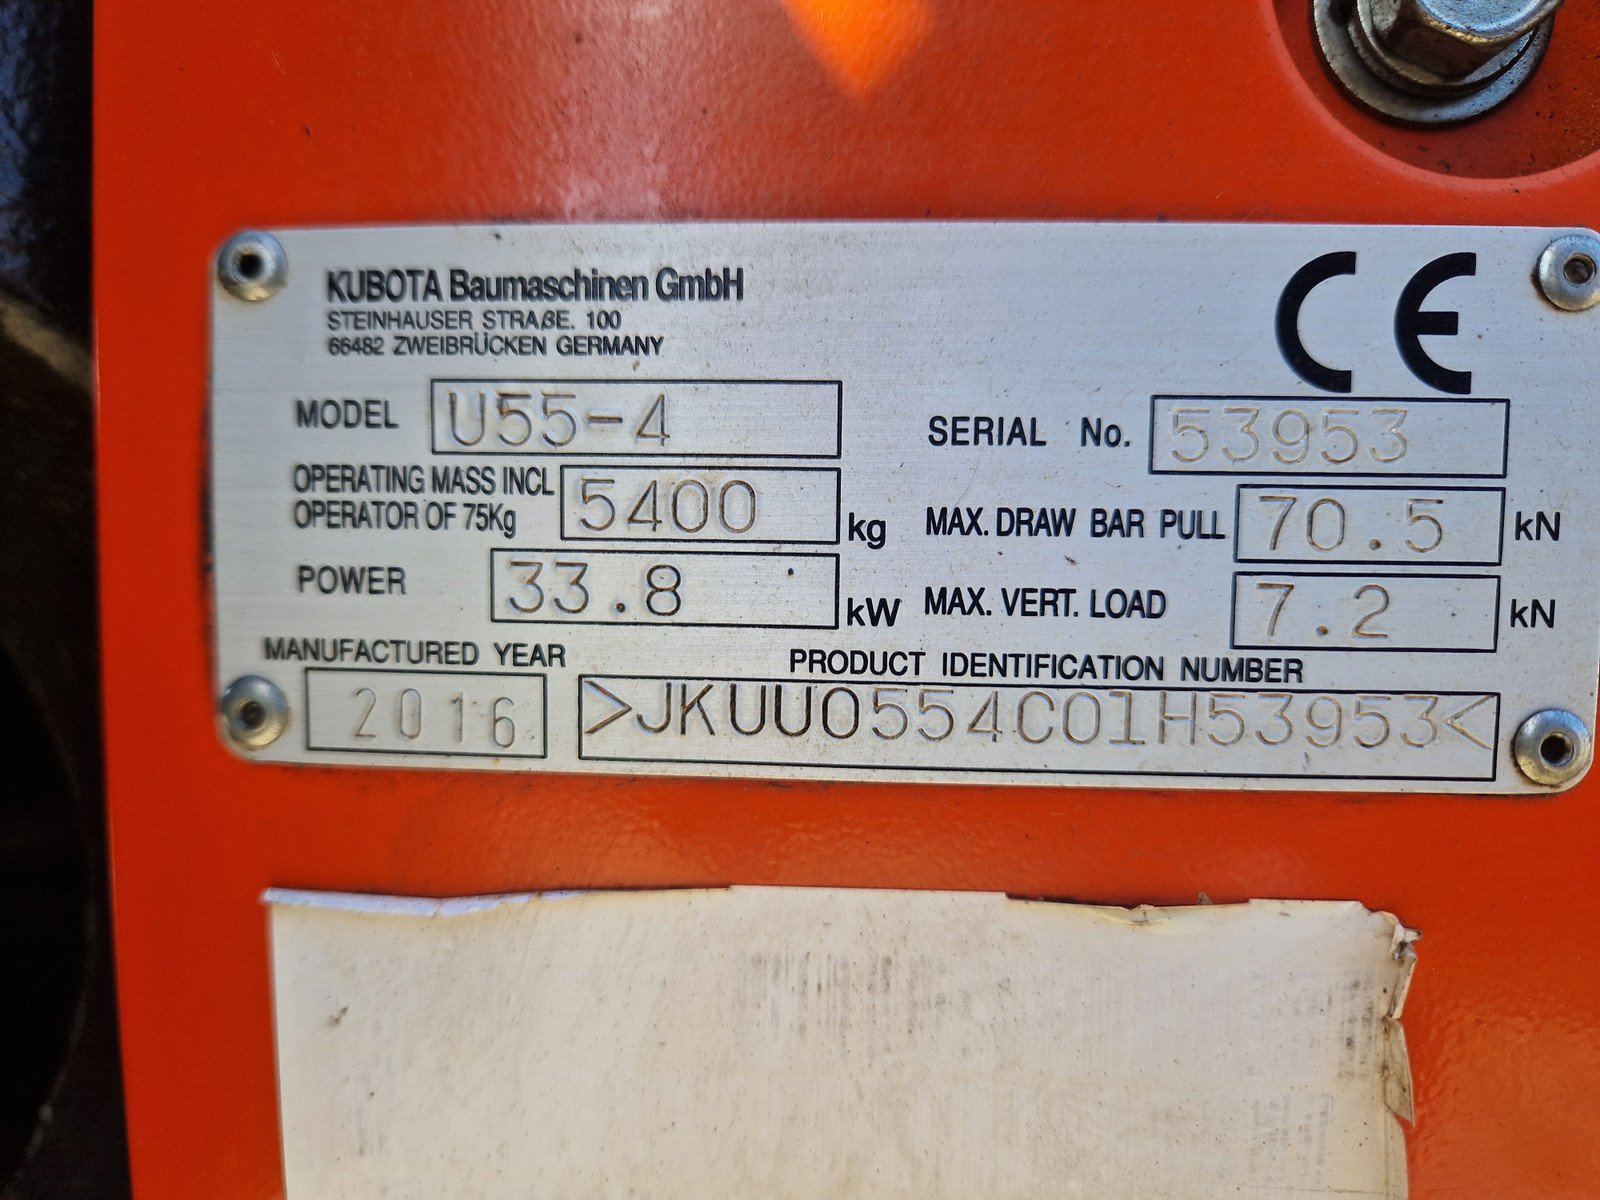 KUBOTA Baumaschinen GmbH
STEINHAUSER STRAßE. 100
66482 ZWEIBRÜCKEN GERMANY
CE
MODEL U55-4
SERIAL No. 53953
OPERATING MASS INCL
OPERATOR OF 75Kg 5400 kg
MAX. DRAW BAR PULL 70.5 kN
POWER 33.8 kW
MAX. VERT. LOAD 7.2 kN
MANUFACTURED YEAR
2016
PRODUCT IDENTIFICATION NUMBER
>JKUU0554C01H53953<